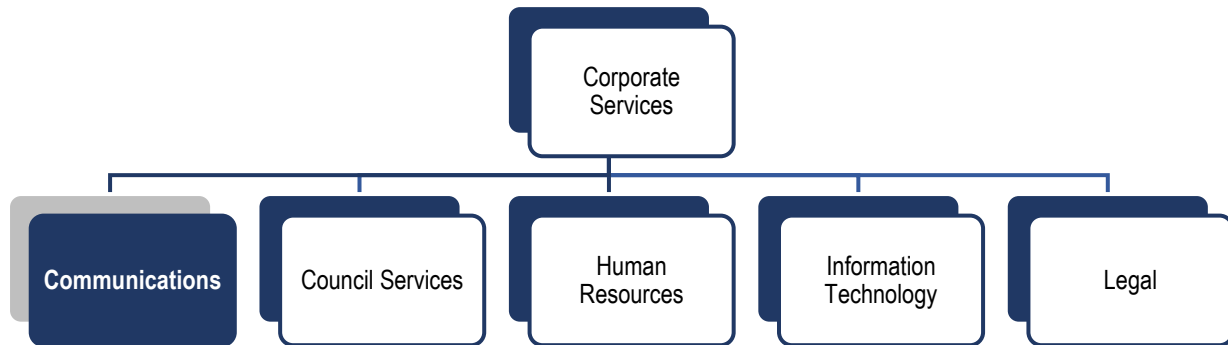 Corporate
Services
Communications
Council Services
Human
Resources
Information
Technology
Legal